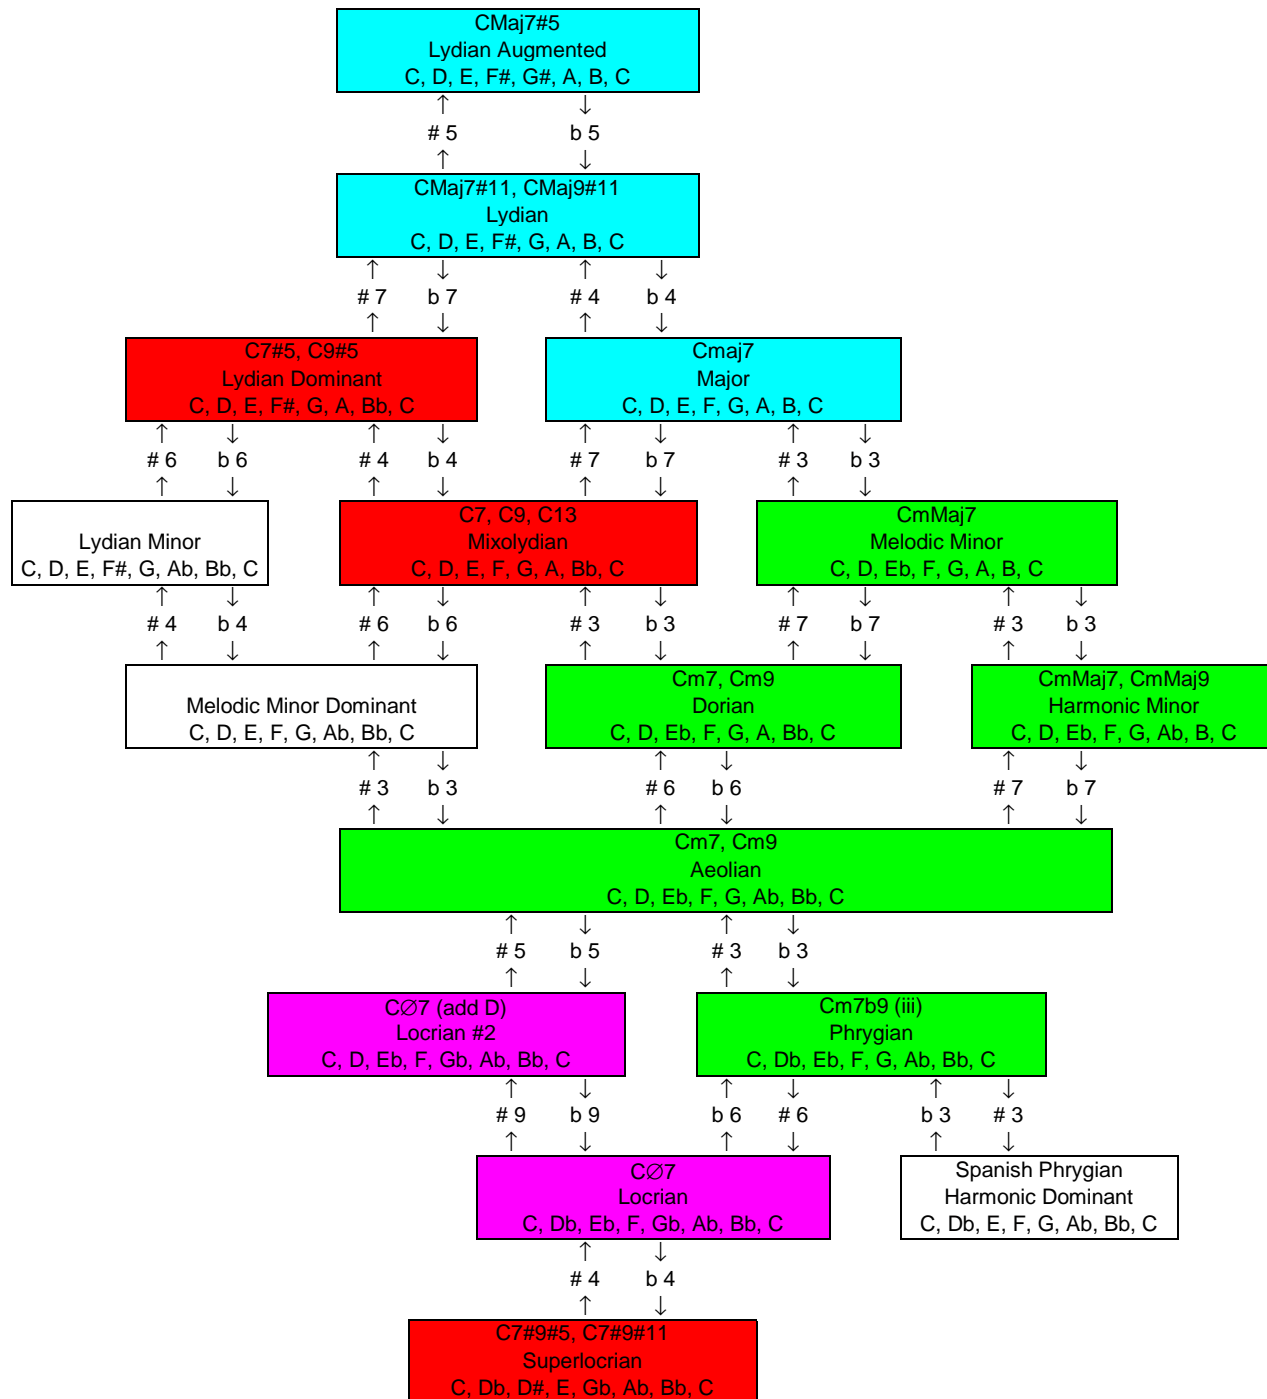 CMaj7#5
Lydian Augmented
C, D, E, F#, G#, A, B, C
↑ ↓
# 5 b 5
↑ ↓
CMaj7#11, CMaj9#11
Lydian
C, D, E, F#, G, A, B, C
↑ ↓ ↑ ↓
# 7 b 7 # 4 b 4
↑ ↓ ↑ ↓
C7#5, C9#5
Lydian Dominant
C, D, E, F#, G, A, Bb, C
Cmaj7
Major
C, D, E, F, G, A, B, C
↑ ↓ ↑ ↓ ↑ ↓ ↑ ↓
# 6 b 6 # 4 b 4 # 7 b 7 # 3 b 3
↑ ↓ ↑ ↓ ↑ ↓ ↑ ↓
Lydian Minor
C, D, E, F#, G, Ab, Bb, C
C7, C9, C13
Mixolydian
C, D, E, F, G, A, Bb, C
CmMaj7
Melodic Minor
C, D, Eb, F, G, A, B, C
↑ ↓ ↑ ↓ ↑ ↓ ↑ ↓ ↑ ↓
# 4 b 4 # 6 b 6 # 3 b 3 # 7 b 7 # 3 b 3
↑ ↓ ↑ ↓ ↑ ↓ ↑ ↓ ↑ ↓
Melodic Minor Dominant
C, D, E, F, G, Ab, Bb, C
Cm7, Cm9
Dorian
C, D, Eb, F, G, A, Bb, C
CmMaj7, CmMaj9
Harmonic Minor
C, D, Eb, F, G, Ab, B, C
↑ ↓ ↑ ↓ ↑ ↓
# 3 b 3 # 6 b 6 # 7 b 7
↑ ↓ ↑ ↓ ↑ ↓
Cm7, Cm9
Aeolian
C, D, Eb, F, G, Ab, Bb, C
↑ ↓ ↑ ↓
# 5 b 5 # 3 b 3
↑ ↓ ↑ ↓
C∅7 (add D)
Locrian #2
C, D, Eb, F, Gb, Ab, Bb, C
Cm7b9 (iii)
Phrygian
C, Db, Eb, F, G, Ab, Bb, C
↑ ↓ ↑ ↓ ↑ ↓
# 9 b 9 b 6 # 6 b 3 # 3
↑ ↓ ↑ ↓ ↑ ↓
C∅7
Locrian
C, Db, Eb, F, Gb, Ab, Bb, C
Spanish Phrygian
Harmonic Dominant
C, Db, E, F, G, Ab, Bb, C
↑ ↓
# 4 b 4
↑ ↓
C7#9#5, C7#9#11
Superlocrian
C, Db, D#, E, Gb, Ab, Bb, C